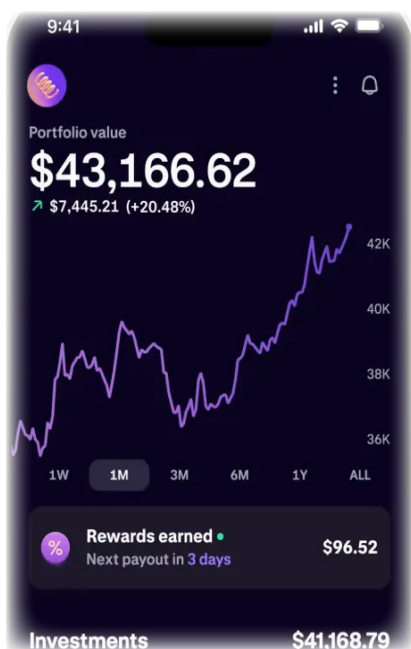 9:41
Portfolio value
$43,166.62
$7,445.21 (+20.48%)
42K
40K
38K
36K
1W 1M 3M 6M 1Y ALL
Rewards earned
Next payout in 3 days
$96.52
Investments $41,168.79